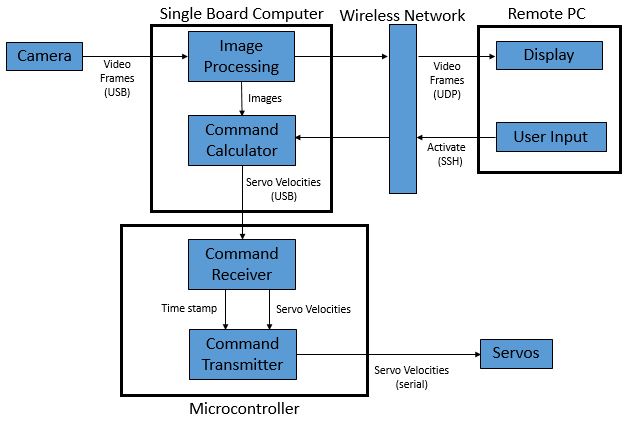 Single Board Computer
Wireless Network
Remote PC
Camera
Video
Frames
(USB)
Image
Processing
Video
Frames
(UDP)
Display
Images
Command
Calculator
Activate
(SSH)
User Input
Servo Velocities
(USB)
Command
Receiver
Time stamp
Servo Velocities
Command
Transmitter
Servo Velocities
(serial)
Servos
Microcontroller